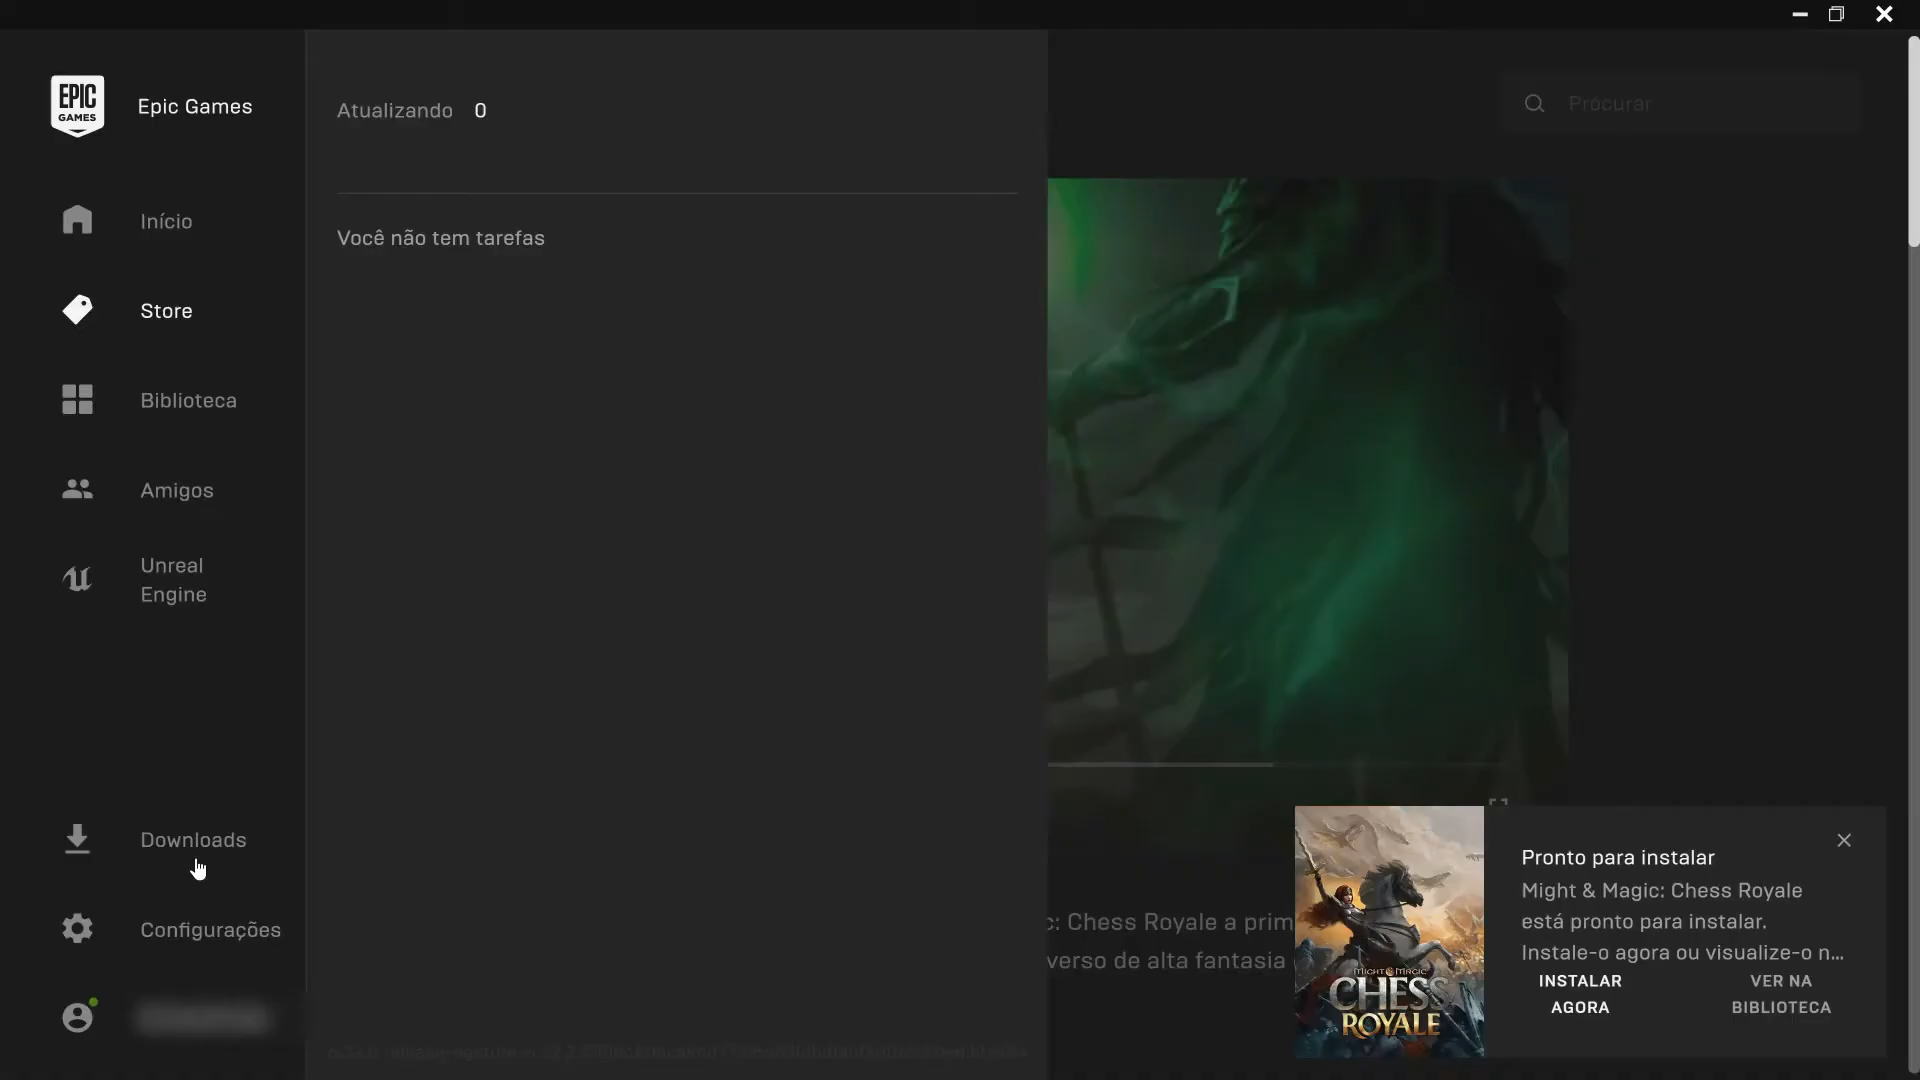 EPIC
GAMES
Epic Games
Início
Store
Biblioteca
Amigos
Unreal
Engine
Downloads
Configurações
Atualizando 0
Você não tem tarefas
Procurar
c: Chess Royale a prim
verso de alta fantasia
MIGHT & MAGIC
CHESS
ROYALE
Pronto para instalar
Might & Magic: Chess Royale
está pronto para instalar.
Instale-o agora ou visualize-o n...
INSTALAR
AGORA
VER NA
BIBLIOTECA